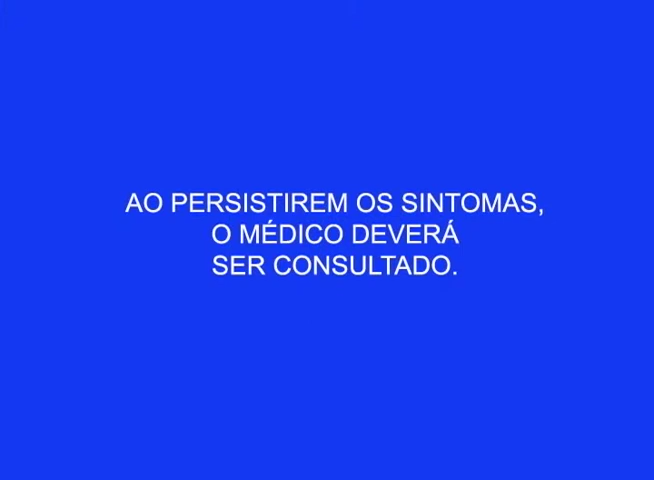 AO PERSISTIREM OS SINTOMAS,
O MÉDICO DEVERÁ
SER CONSULTADO.